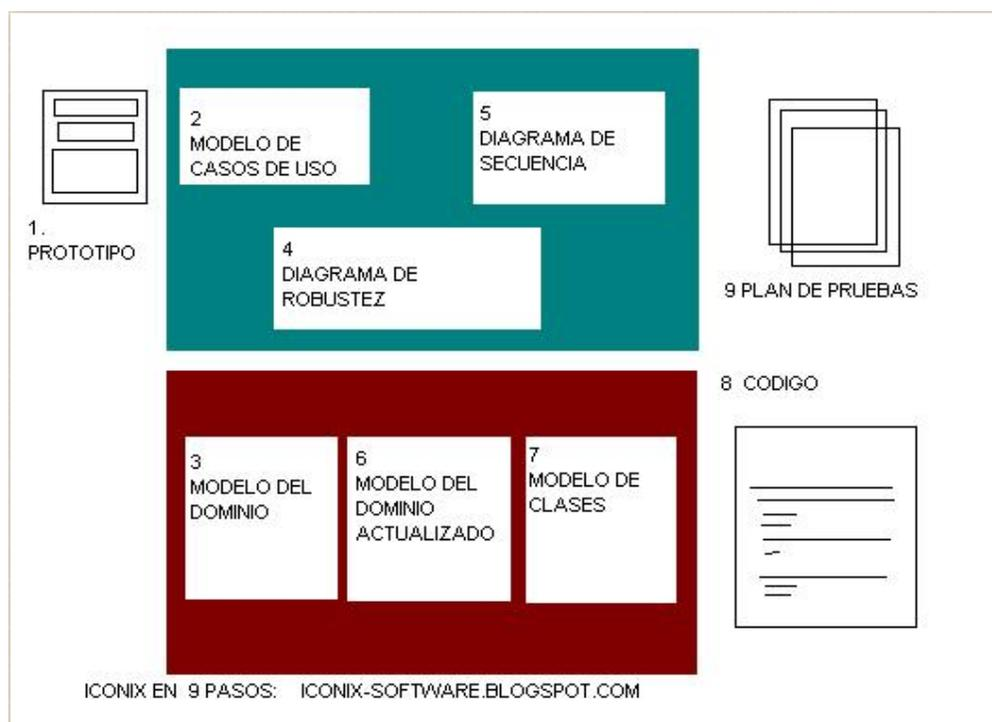 1.
PROTOTIPO
2
MODELO DE
CASOS DE USO
5
DIAGRAMA DE
SECUENCIA
4
DIAGRAMA DE
ROBUSTEZ
9 PLAN DE PRUEBAS
8 CODIGO
3
MODELO DEL
DOMINIO
6
MODELO DEL
DOMINIO
ACTUALIZADO
7
MODELO DE
CLASES
ICONIX EN 9 PASOS: ICONIX-SOFTWARE.BLOGSPOT.COM